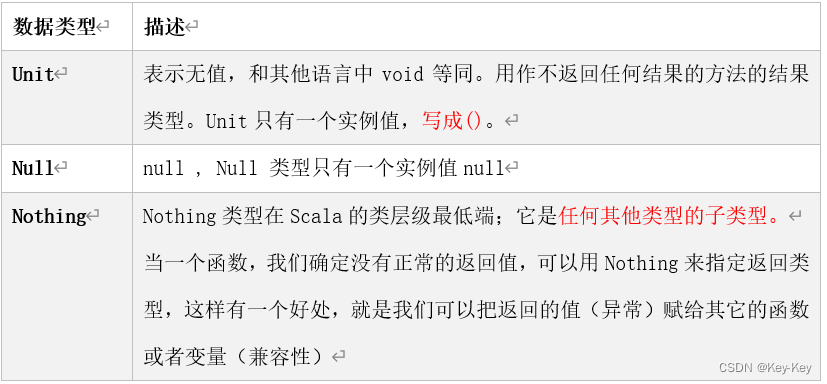 数据类型 描述
Unit 表示无值，和其他语言中 void 等同。用作不返回任何结果的方法的结果
类型。Unit 只有一个实例值，写成()。
Null null , Null 类型只有一个实例值 null
Nothing Nothing 类型在 Scala 的类层级最低端；它是任何其他类型的子类型。
当一个函数，我们确定没有正常的返回值，可以用 Nothing 来指定返回类
型，这样有一个好处，就是我们可以把返回的值（异常）赋给其它的函数
或者变量（兼容性）
CSDN @Key-Key